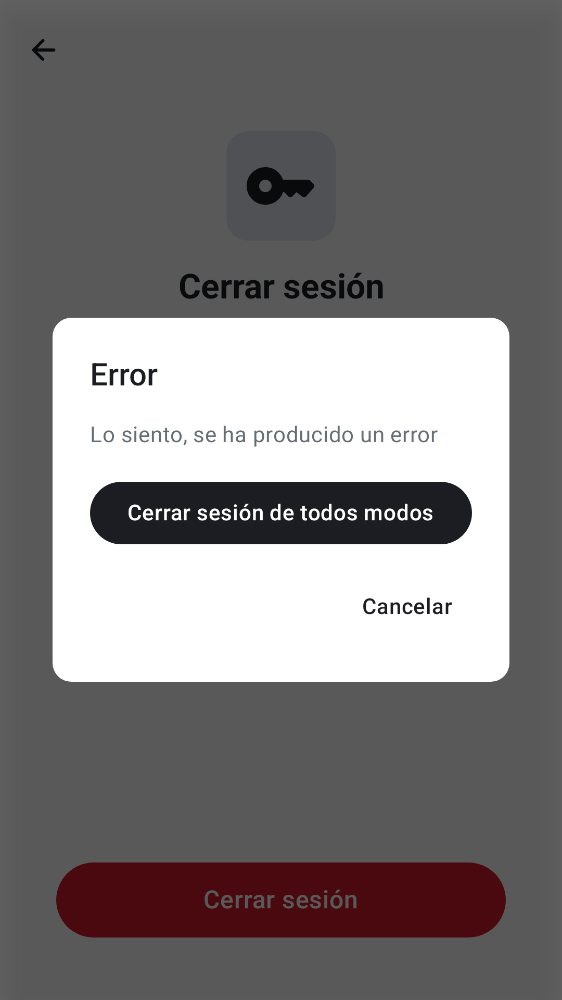 Cerrar sesión
Error
Lo siento, se ha producido un error
Cerrar sesión de todos modos
Cancelar
Cerrar sesión